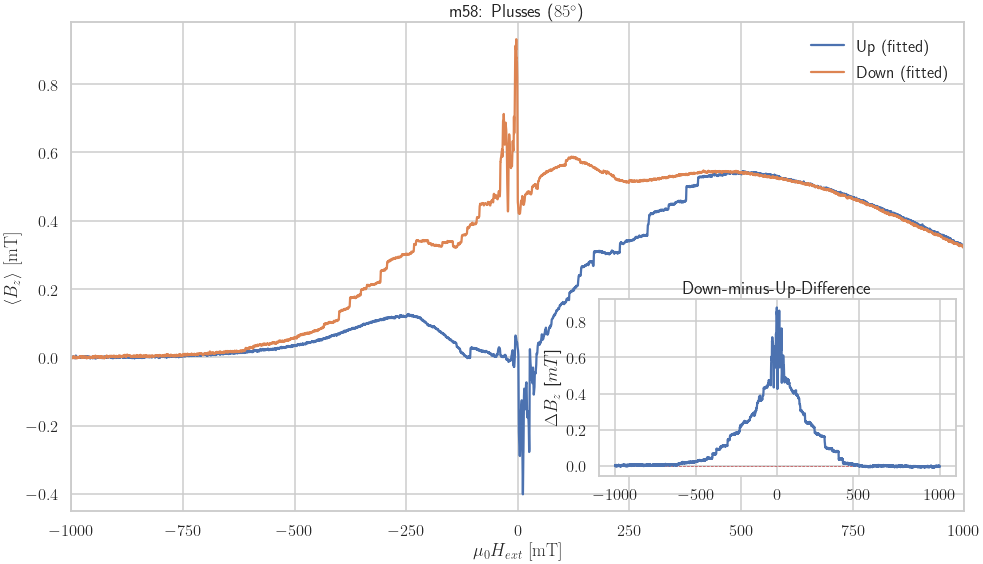 m58: Plusses (85°)
Up (fitted)
Down (fitted)
0.8
0.6
0.4
0.2
0.0
−0.2
−0.4
⟨B_z⟩ [mT]
−1000 −750 −500 −250 0 250 500 750 1000
μ₀H_ext [mT]
Down-minus-Up-Difference
0.8
0.6
0.4
0.2
0.0
ΔB_z [mT]
−1000 −500 0 500 1000